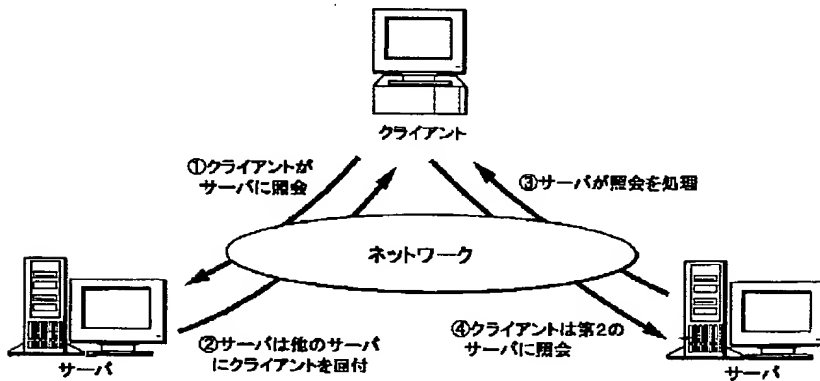 クライアント
①クライアントが
サーバに照会
③サーバが照会を処理
ネットワーク
②サーバは他のサーバ
にクライアントを回付
④クライアントは第2の
サーバに照会
サーバ
サーバ